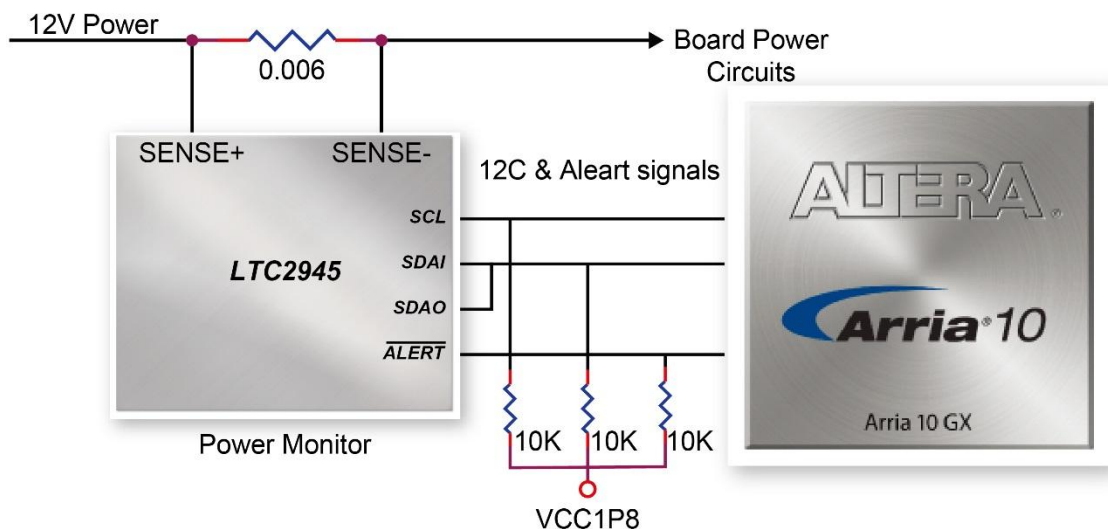 12V Power
0.006
Board Power
Circuits
SENSE+
SENSE-
12C & Aleart signals
SCL
LTC2945
SDAI
SDAO
ALERT
Power Monitor
10K
10K
10K
VCC1P8
ALTERA®
Arria® 10
Arria 10 GX